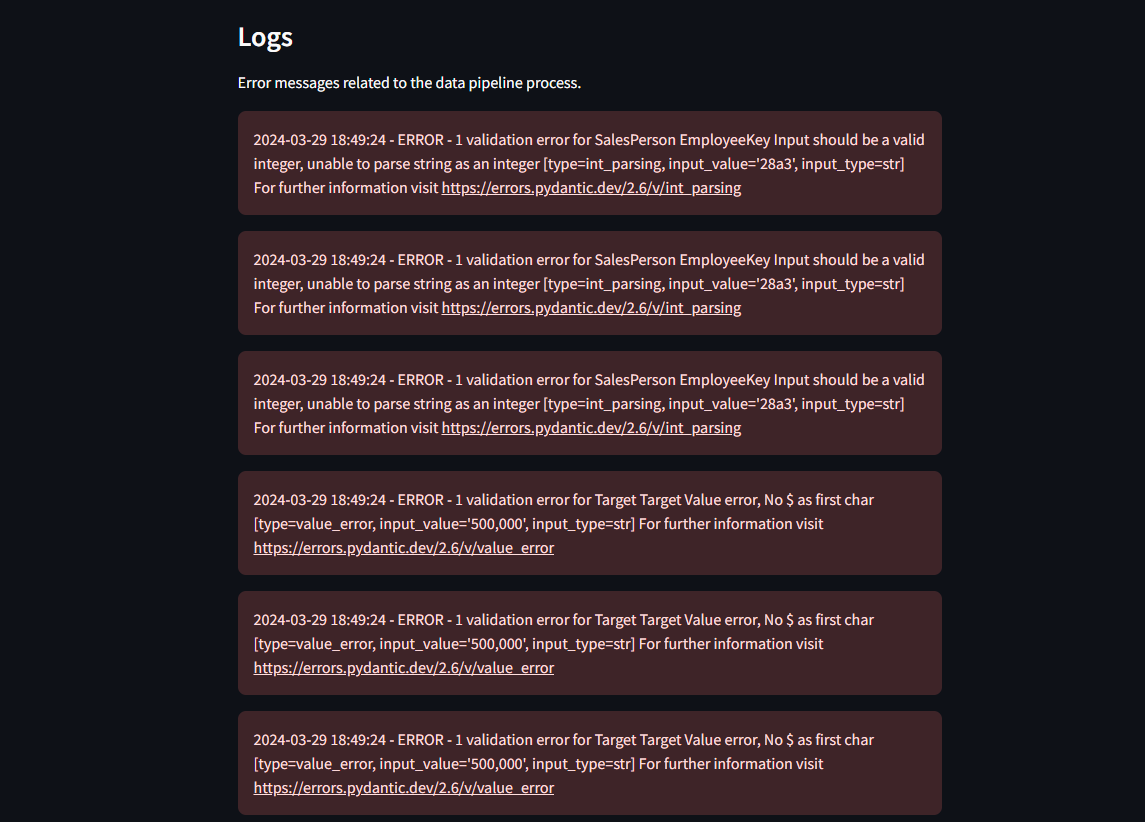 Logs
Error messages related to the data pipeline process.
2024-03-29 18:49:24 - ERROR - 1 validation error for SalesPerson EmployeeKey Input should be a valid
integer, unable to parse string as an integer [type=int_parsing, input_value='28a3', input_type=str]
For further information visit https://errors.pydantic.dev/2.6/v/int_parsing
2024-03-29 18:49:24 - ERROR - 1 validation error for SalesPerson EmployeeKey Input should be a valid
integer, unable to parse string as an integer [type=int_parsing, input_value='28a3', input_type=str]
For further information visit https://errors.pydantic.dev/2.6/v/int_parsing
2024-03-29 18:49:24 - ERROR - 1 validation error for SalesPerson EmployeeKey Input should be a valid
integer, unable to parse string as an integer [type=int_parsing, input_value='28a3', input_type=str]
For further information visit https://errors.pydantic.dev/2.6/v/int_parsing
2024-03-29 18:49:24 - ERROR - 1 validation error for Target Target Value error, No $ as first char
[type=value_error, input_value='500,000', input_type=str] For further information visit
https://errors.pydantic.dev/2.6/v/value_error
2024-03-29 18:49:24 - ERROR - 1 validation error for Target Target Value error, No $ as first char
[type=value_error, input_value='500,000', input_type=str] For further information visit
https://errors.pydantic.dev/2.6/v/value_error
2024-03-29 18:49:24 - ERROR - 1 validation error for Target Target Value error, No $ as first char
[type=value_error, input_value='500,000', input_type=str] For further information visit
https://errors.pydantic.dev/2.6/v/value_error